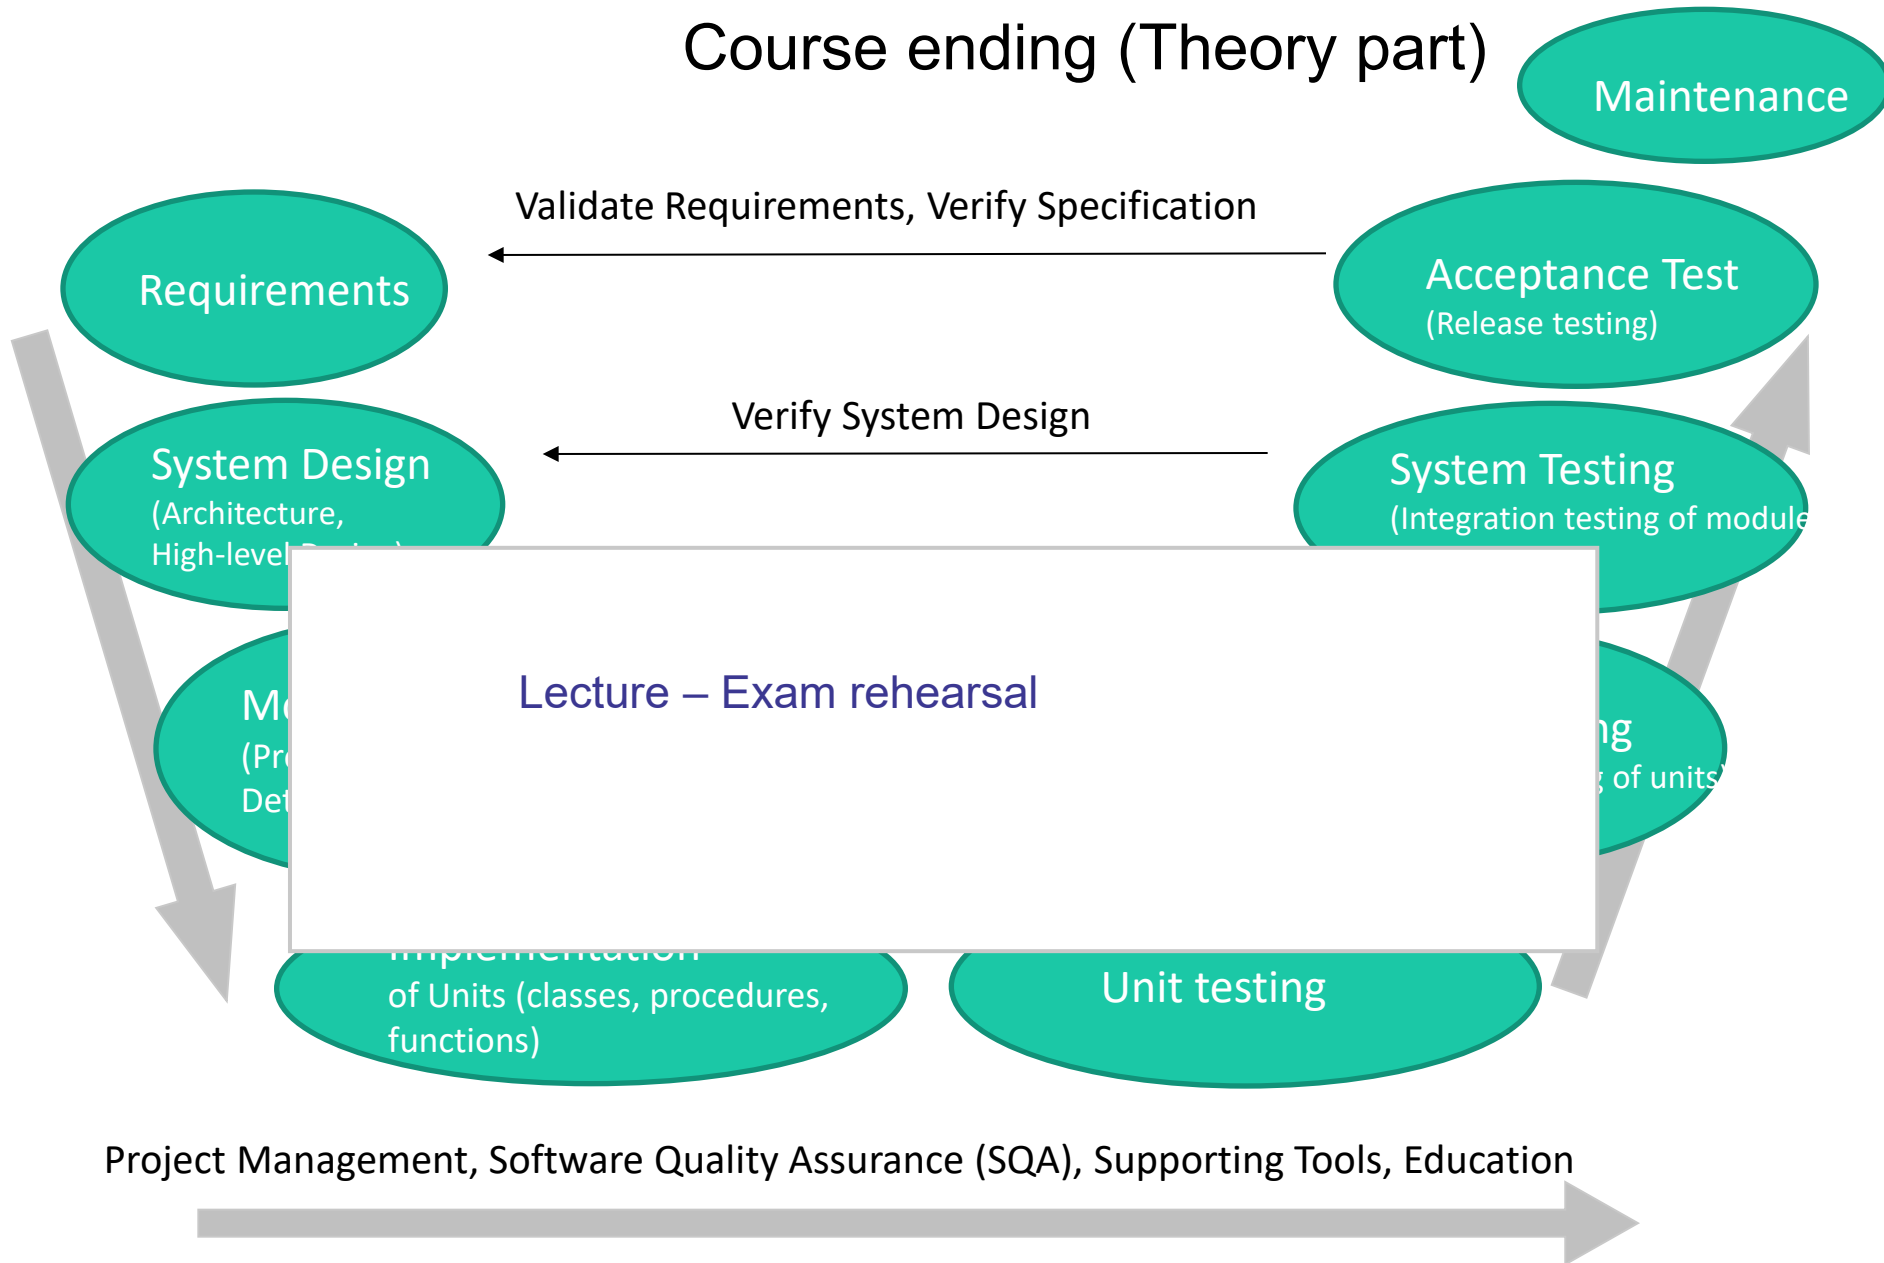 Course ending (Theory part)
Maintenance
Validate Requirements, Verify Specification
Requirements
Acceptance Test
(Release testing)
Verify System Design
System Design
(Architecture,
High-level
System Testing
(Integration testing of module
Lecture – Exam rehearsal
of units)
Implementation
of Units (classes, procedures,
functions)
Unit testing
Project Management, Software Quality Assurance (SQA), Supporting Tools, Education